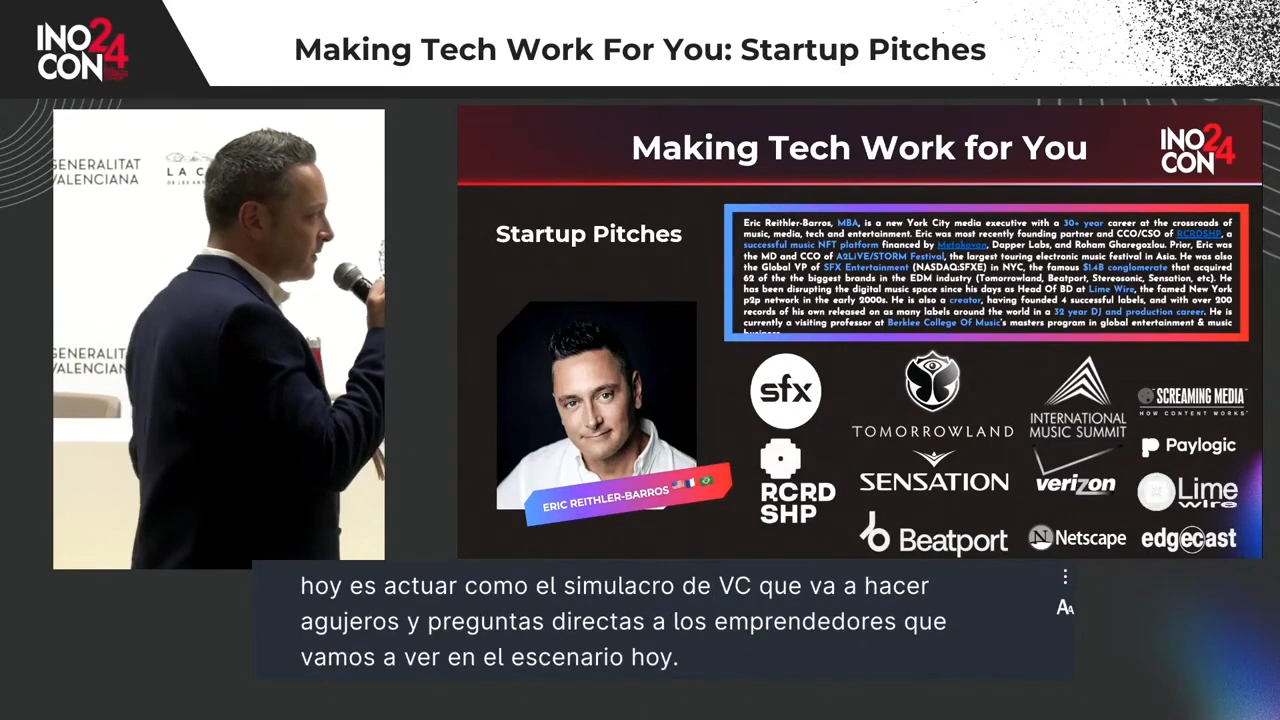 INO24
CON
Making Tech Work For You: Startup Pitches
GENERALITAT
VALENCIANA
LA C
DE LES AR
GENERALIT
VALENCIAN
Making Tech Work for You
INO24
CON
Startup Pitches
Eric Reithler-Barros, MBA, is a new York City media executive with a 30+ year career at the crossroads of
music, media, tech and entertainment. Eric was most recently founding partner and CCO/CSO of RCRDSHP, a
successful music NFT platform financed by Metakovan, Dapper Labs, and Roham Gharegozlou. Prior, Eric was
the MD and CCO of A2LiVE/STORM Festival, the largest touring electronic music festival in Asia. He was also
the Global VP of SFX Entertainment (NASDAQ:SFXE) in NYC, the famous $1.4B conglomerate that acquired
62 of the the biggest brands in the EDM industry (Tomorrowland, Beatport, Stereosonic, Sensation, etc). He
has been disrupting the digital music space since his days as Head Of BD at Lime Wire, the famed New York
p2p network in the early 2000s. He is also a creator, having founded 4 successful labels, and with over 200
records of his own released on as many labels around the world in a 32 year DJ and production career. He is
currently a visiting professor at Berklee College Of Music's masters program in global entertainment & music
business.
ERIC REITHLER-BARROS
sfx
TOMORROWLAND
INTERNATIONAL
MUSIC SUMMIT
SCREAMING MEDIA
HOW CONTENT WORKS
Paylogic
RCRD
SHP
SENSATION
verizon
Lime
wire
Beatport
N Netscape
edgecast
hoy es actuar como el simulacro de VC que va a hacer
agujeros y preguntas directas a los emprendedores que
vamos a ver en el escenario hoy.
AA